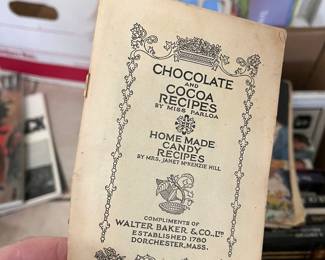 CHOCOLATE
AND
COCOA
RECIPES
BY MISS PARLOA
HOME MADE
CANDY
RECIPES
BY MRS. JANET McKENZIE HILL
COMPLIMENTS OF
WALTER BAKER & CO., LTD
ESTABLISHED 1780
DORCHESTER, MASS.